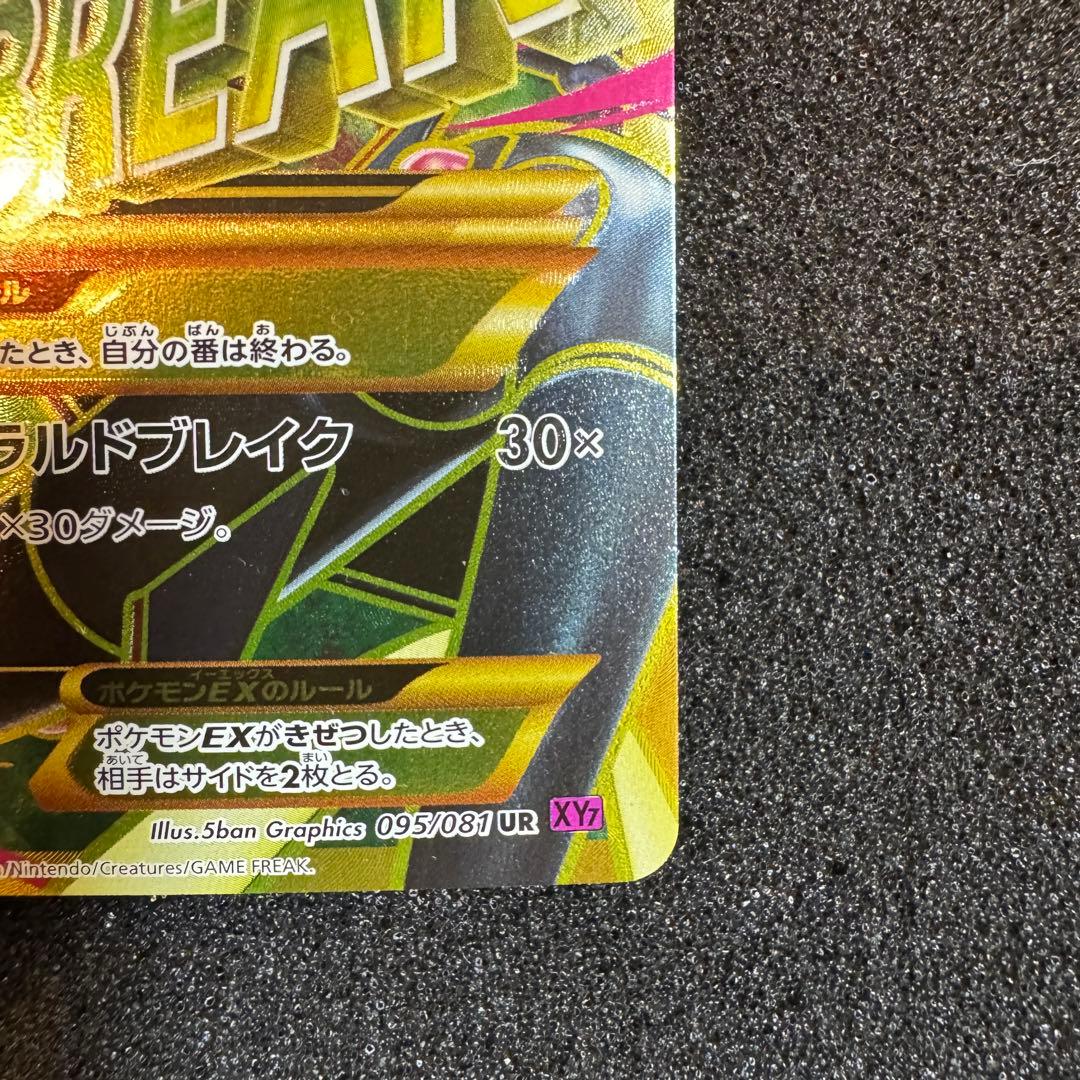 BREAK
ル
たとき、自分の番は終わる。
ラルドブレイク 30×
×30ダメージ。
ポケモンEXのルール
ポケモンEXがきぜつしたとき、
相手はサイドを2枚とる。
Illus.5ban Graphics 095/081 UR XY7
/Nintendo/Creatures/GAME FREAK.